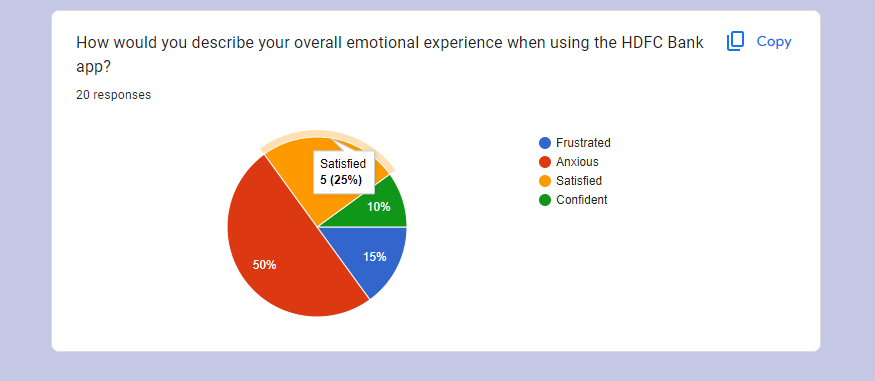 How would you describe your overall emotional experience when using the HDFC Bank
app?
Copy
20 responses
Satisfied
5 (25%)
10%
15%
50%
Frustrated
Anxious
Satisfied
Confident